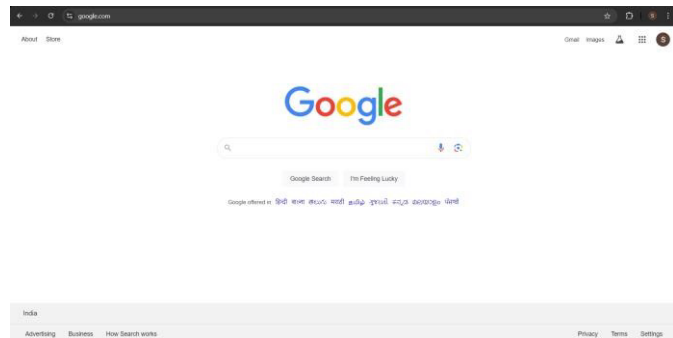 google.com
About Store
Gmail Images
S
Google
Google Search I'm Feeling Lucky
Google offered in: हिन्दी বাংলা తెలుగు मराठी தமிழ் ગુજરાતી ಕನ್ನಡ മലയാളം ਪੰਜਾਬੀ
India
Advertising Business How Search works
Privacy Terms Settings